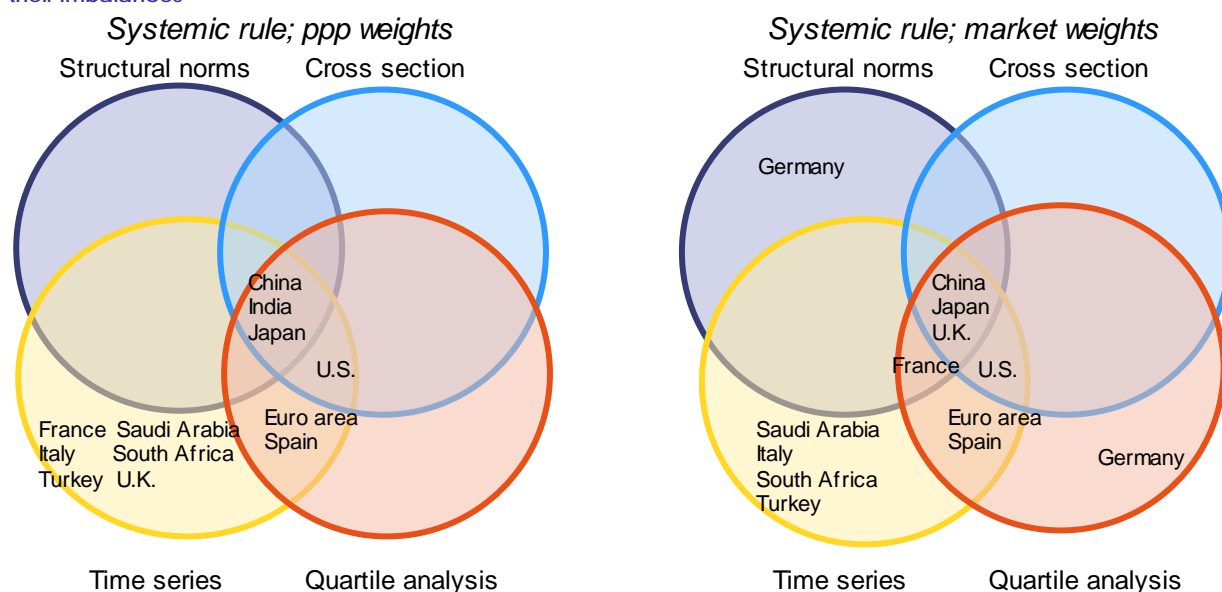 their imbalances
Systemic rule; ppp weights
Structural norms Cross section
China
India
Japan
U.S.
Euro area
Spain
France Saudi Arabia
Italy South Africa
Turkey U.K.
Time series Quartile analysis
Systemic rule; market weights
Structural norms Cross section
Germany
China
Japan
U.K.
France U.S.
Euro area
Spain
Saudi Arabia
Italy
South Africa
Turkey
Germany
Time series Quartile analysis